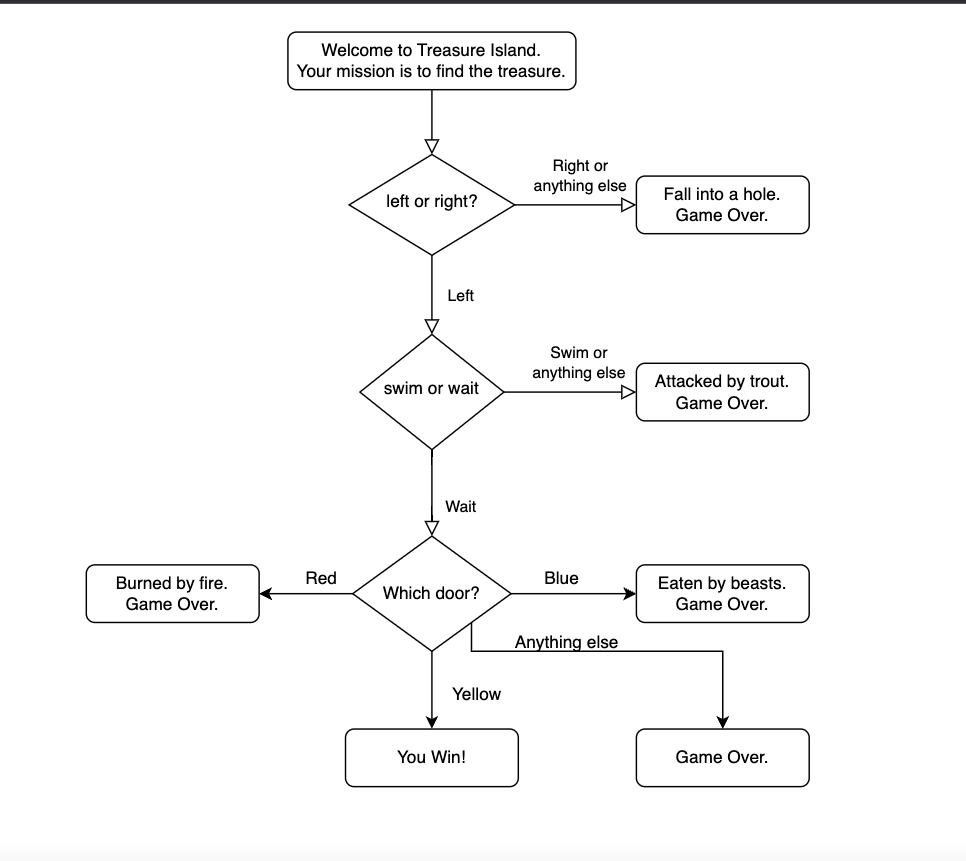 Welcome to Treasure Island.
Your mission is to find the treasure.
left or right?
Right or
anything else
Fall into a hole.
Game Over.
Left
swim or wait
Swim or
anything else
Attacked by trout.
Game Over.
Wait
Which door?
Red
Burned by fire.
Game Over.
Blue
Eaten by beasts.
Game Over.
Anything else
Game Over.
Yellow
You Win!